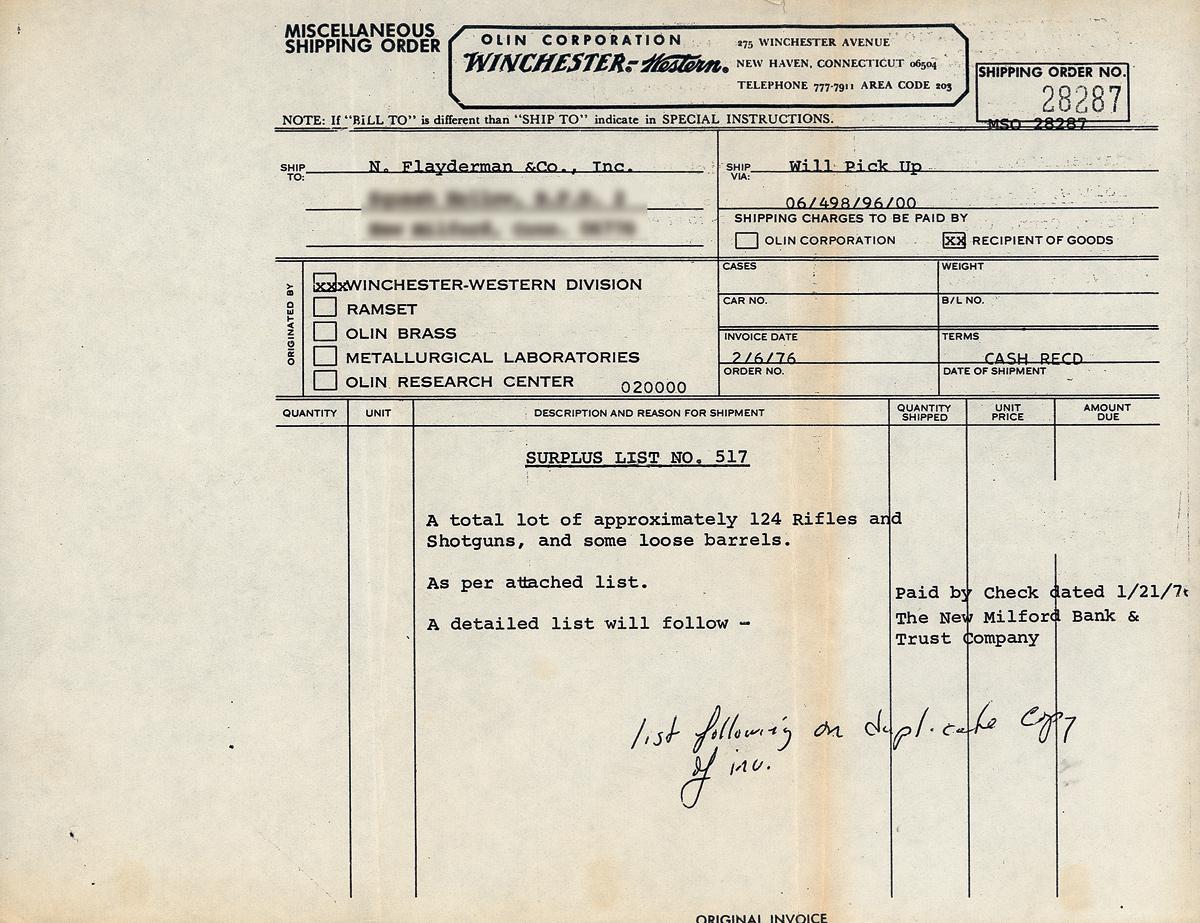 MISCELLANEOUS
SHIPPING ORDER
OLIN CORPORATION
WINCHESTER-Western.
275 WINCHESTER AVENUE
NEW HAVEN, CONNECTICUT 06504
TELEPHONE 777-7911 AREA CODE 203
SHIPPING ORDER NO.
28287
MSO 28287
NOTE: If "BILL TO" is different than "SHIP TO" indicate in SPECIAL INSTRUCTIONS.
SHIP TO: N. Flayderman &Co., Inc.
SHIP VIA: Will Pick Up
06/498/96/00
SHIPPING CHARGES TO BE PAID BY
OLIN CORPORATION xx RECIPIENT OF GOODS
ORIGINATED BY
xxx WINCHESTER-WESTERN DIVISION
RAMSET
OLIN BRASS
METALLURGICAL LABORATORIES
OLIN RESEARCH CENTER 020000
CASES WEIGHT
CAR NO. B/L NO.
INVOICE DATE TERMS
2/6/76 CASH RECD
ORDER NO. DATE OF SHIPMENT
QUANTITY UNIT DESCRIPTION AND REASON FOR SHIPMENT QUANTITY SHIPPED UNIT PRICE AMOUNT DUE
SURPLUS LIST NO. 517
A total lot of approximately 124 Rifles and
Shotguns, and some loose barrels.
As per attached list.
A detailed list will follow -
Paid by Check dated 1/21/7
The New Milford Bank &
Trust Company
list following on duplicate copy
of inv.
ORIGINAL INVOICE